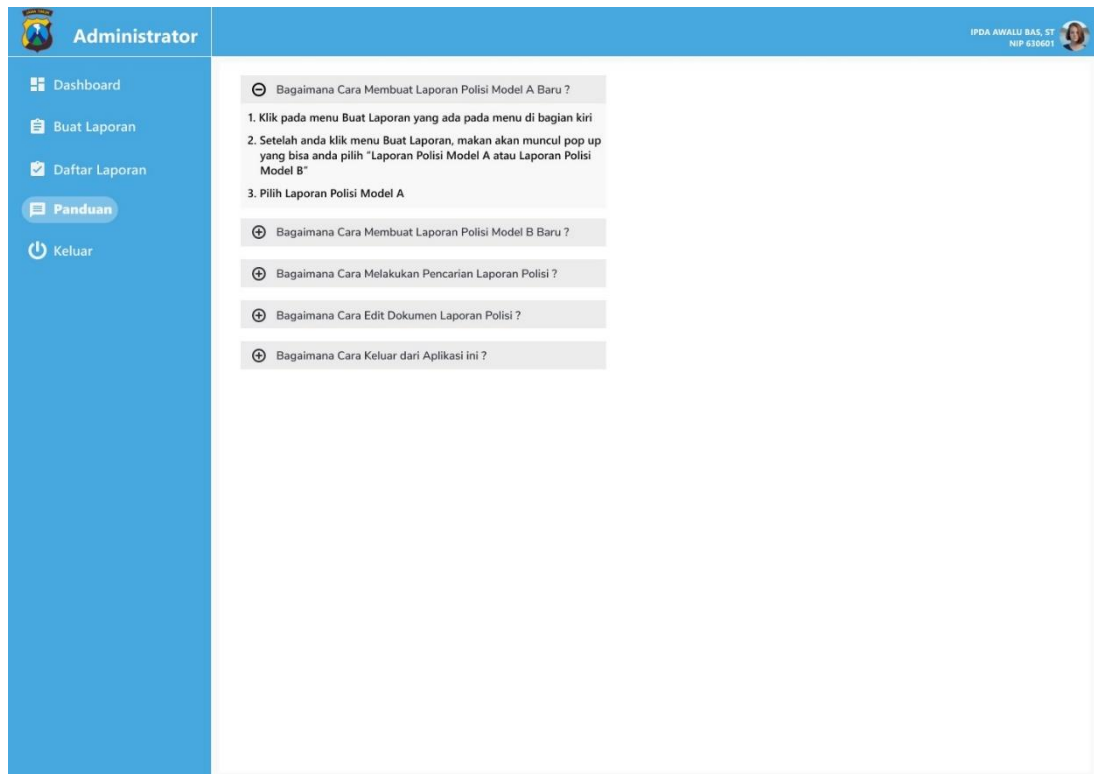 Administrator
IPDA AWALU BAS, ST
NIP 630601
Dashboard
Buat Laporan
Daftar Laporan
Panduan
Keluar
Bagaimana Cara Membuat Laporan Polisi Model A Baru ?
1. Klik pada menu Buat Laporan yang ada pada menu di bagian kiri
2. Setelah anda klik menu Buat Laporan, makan akan muncul pop up
yang bisa anda pilih "Laporan Polisi Model A atau Laporan Polisi
Model B"
3. Pilih Laporan Polisi Model A
Bagaimana Cara Membuat Laporan Polisi Model B Baru ?
Bagaimana Cara Melakukan Pencarian Laporan Polisi ?
Bagaimana Cara Edit Dokumen Laporan Polisi ?
Bagaimana Cara Keluar dari Aplikasi ini ?